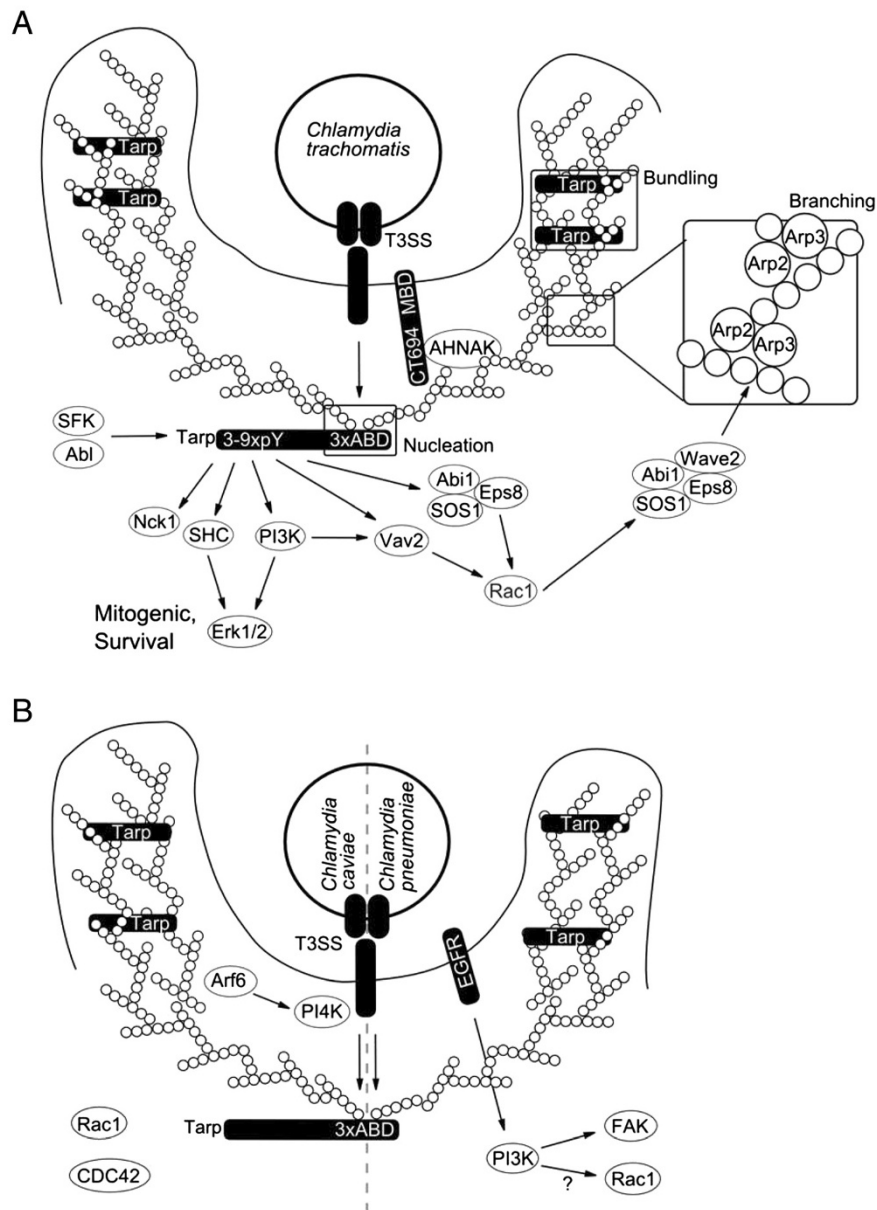 A
Chlamydia
trachomatis
Tarp
Tarp
Tarp
Tarp
Bundling
Branching
T3SS
CT694 MBD
AHNAK
Arp3
Arp2
Arp2
Arp3
SFK
Abl
Tarp 3-9xpY 3xABD
Nucleation
Nck1
SHC
PI3K
Vav2
Abi1
Eps8
SOS1
Rac1
Wave2
Abi1
Eps8
SOS1
Mitogenic,
Survival
Erk1/2
B
Chlamydia
caviae
Chlamydia
pneumoniae
Tarp
Tarp
Tarp
Tarp
T3SS
EGFR
Arf6
PI4K
Tarp 3xABD
Rac1
CDC42
PI3K
FAK
?
Rac1